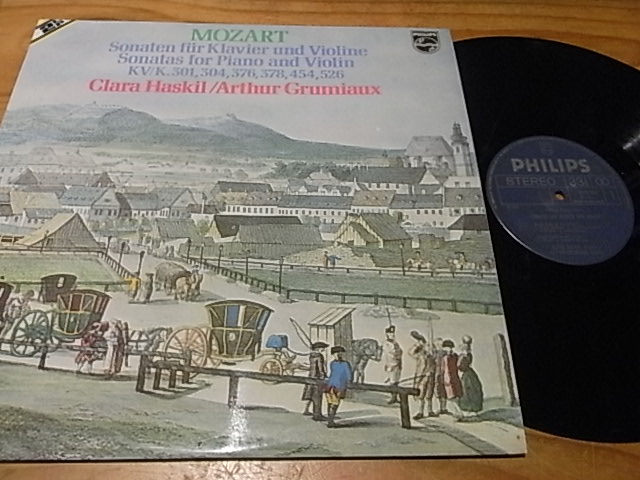 MOZART
Sonaten für Klavier und Violine
Sonatas for Piano and Violin
KV/K. 301, 304, 376, 378, 454, 526
Clara Haskil/Arthur Grumiaux
PHILIPS
PHILIPS
STEREO